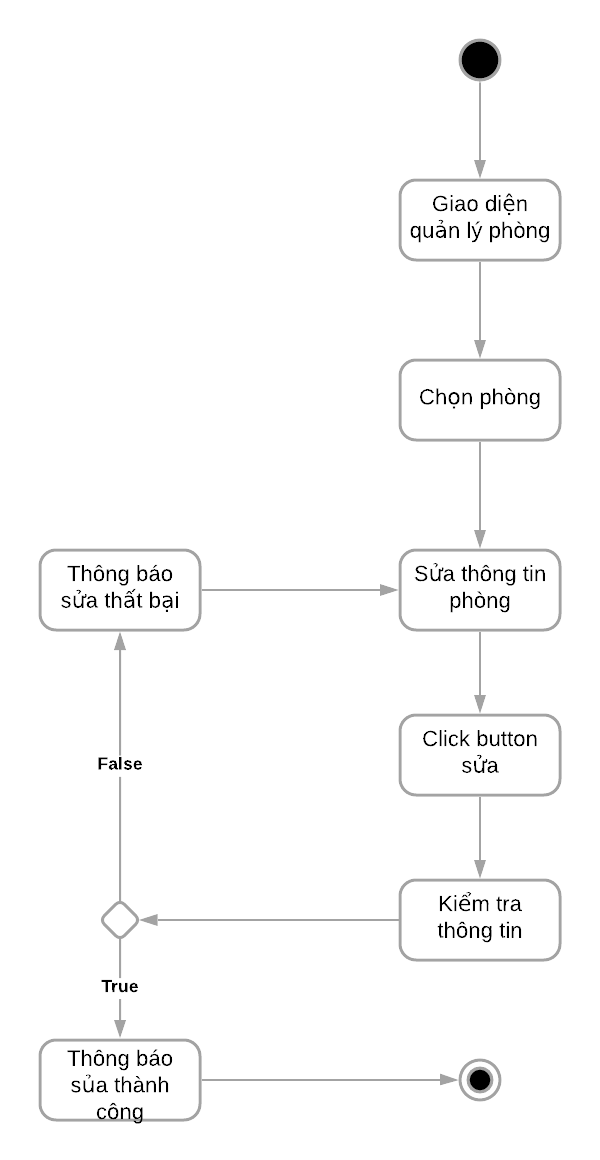 Giao diện
quản lý phòng
Chọn phòng
Thông báo
sửa thất bại
Sửa thông tin
phòng
Click button
sửa
False
Kiểm tra
thông tin
True
Thông báo
sủa thành
công